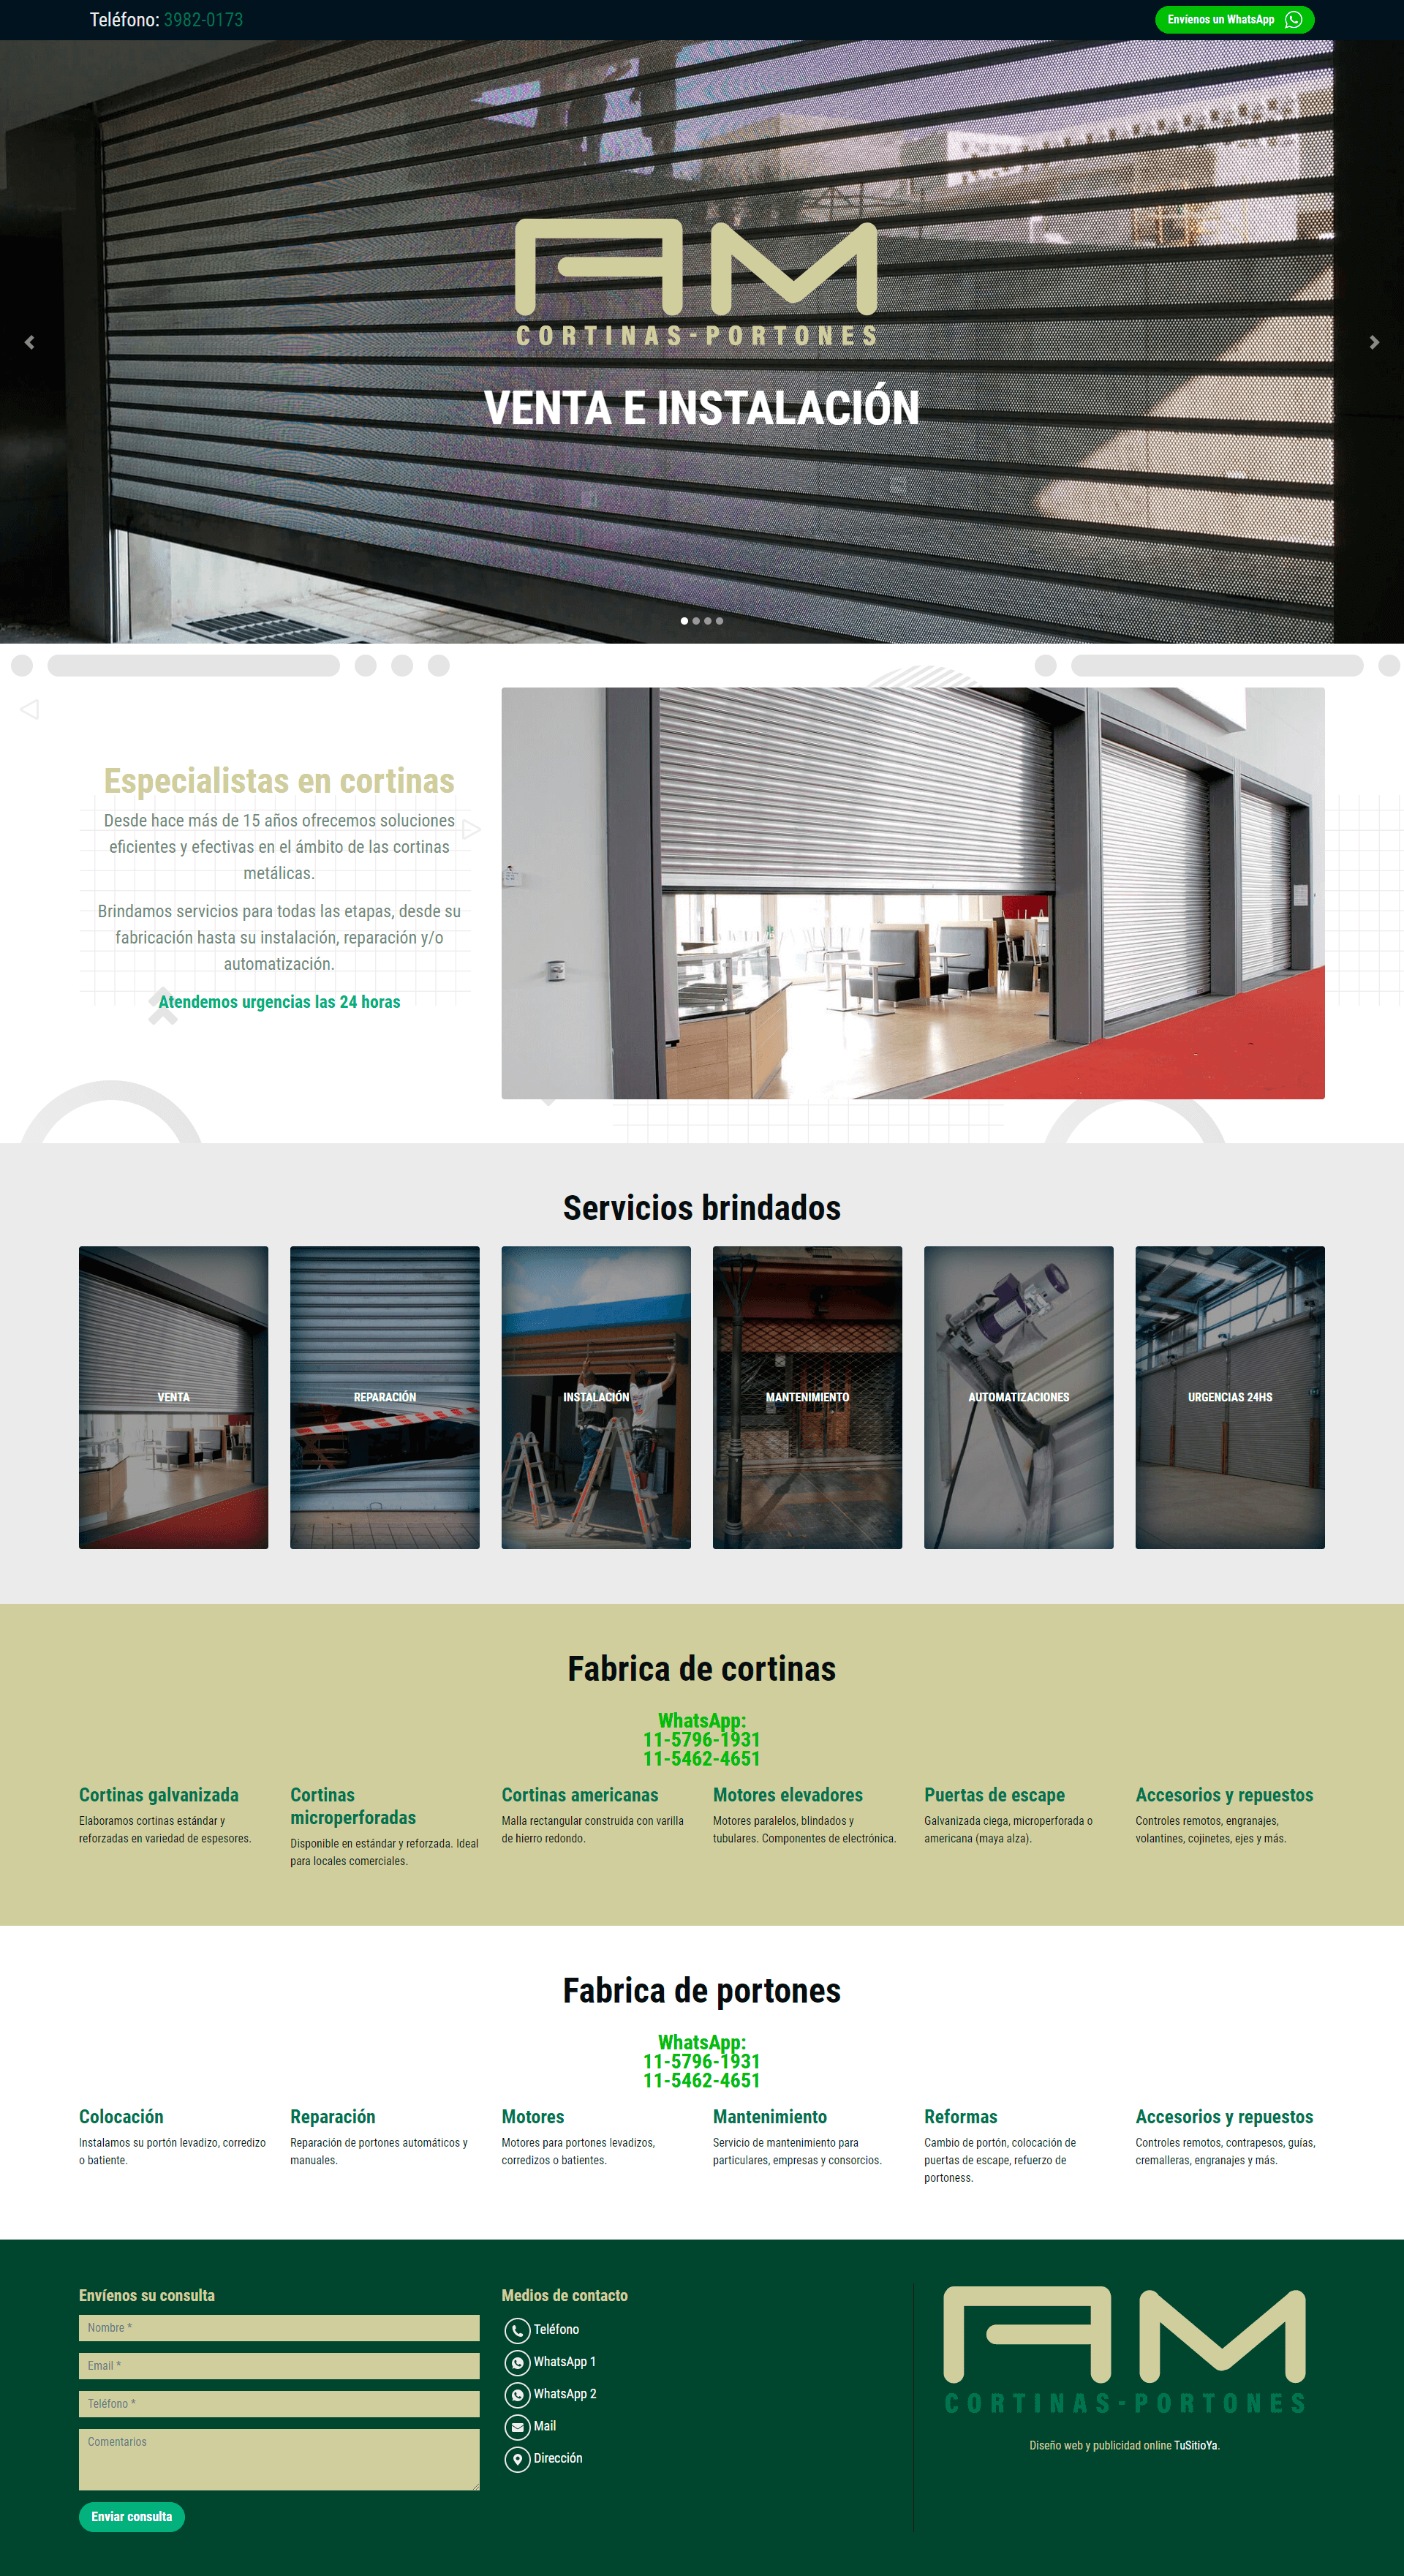 Teléfono: 3982-0173
Envíenos un WhatsApp
AM
CORTINAS-PORTONES
VENTA E INSTALACIÓN
Especialistas en cortinas
Desde hace más de 15 años ofrecemos soluciones
eficientes y efectivas en el ámbito de las cortinas
metálicas.
Brindamos servicios para todas las etapas, desde su
fabricación hasta su instalación, reparación y/o
automatización.
Atendemos urgencias las 24 horas
Servicios brindados
VENTA
REPARACIÓN
INSTALACIÓN
MANTENIMIENTO
AUTOMATIZACIONES
URGENCIAS 24HS
Fabrica de cortinas
WhatsApp:
11-5796-1931
11-5462-4651
Cortinas galvanizada
Elaboramos cortinas estándar y
reforzadas en variedad de espesores.
Cortinas
microperforadas
Disponible en estándar y reforzada. Ideal
para locales comerciales.
Cortinas americanas
Malla rectangular construida con varilla
de hierro redondo.
Motores elevadores
Motores paralelos, blindados y
tubulares. Componentes de electrónica.
Puertas de escape
Galvanizada ciega, microperforada o
americana (maya alza).
Accesorios y repuestos
Controles remotos, engranajes,
volantines, cojinetes, ejes y más.
Fabrica de portones
WhatsApp:
11-5796-1931
11-5462-4651
Colocación
Instalamos su portón levadizo, corredizo
o batiente.
Reparación
Reparación de portones automáticos y
manuales.
Motores
Motores para portones levadizos,
corredizos o batientes.
Mantenimiento
Servicio de mantenimiento para
particulares, empresas y consorcios.
Reformas
Cambio de portón, colocación de
puertas de escape, refuerzo de
portoness.
Accesorios y repuestos
Controles remotos, contrapesos, guías,
cremalleras, engranajes y más.
Envíenos su consulta
Nombre *
Email *
Teléfono *
Comentarios
Enviar consulta
Medios de contacto
Teléfono
WhatsApp 1
WhatsApp 2
Mail
Dirección
AM
CORTINAS-PORTONES
Diseño web y publicidad online TuSitioYa.